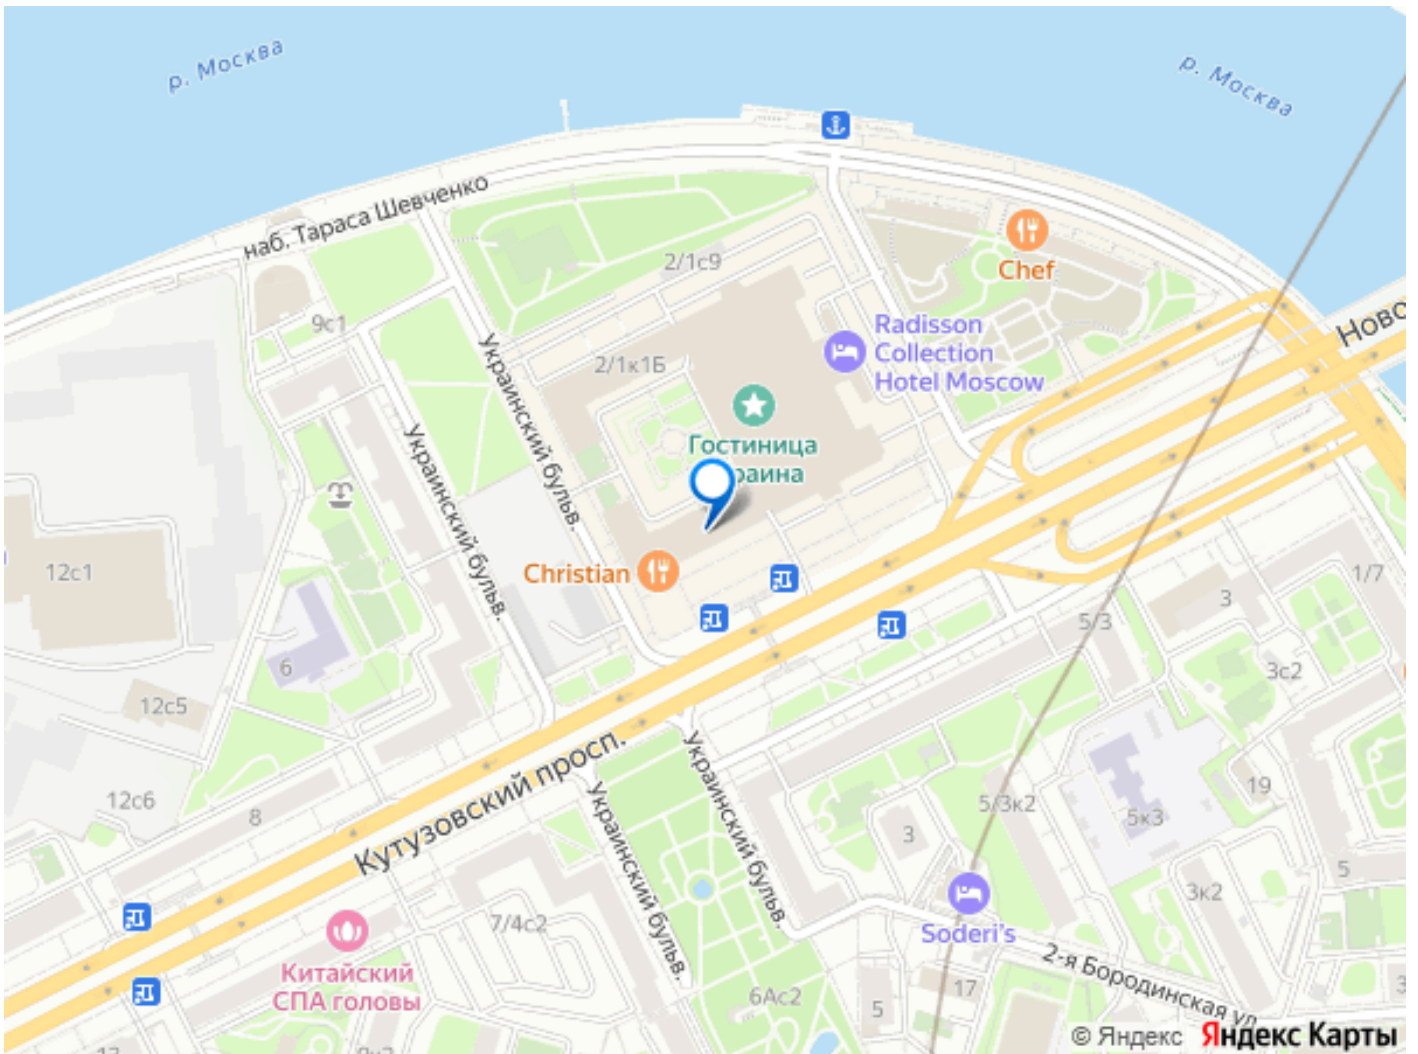 р. Москва
р. Москва
наб. Тараса Шевченко
2/1с9
Chef
9с1
Украинский бульв.
2/1к1Б
Radisson
Collection
Hotel Moscow
Ново
Украинский бульв.
Гостиница
раина
12с1
Christian
1/7
3
5/3
6
3с2
12с5
Кутузовский просп.
Украинский бульв.
Украинский бульв.
12с6
8
5/3к2
5к3
19
3
5
3к2
7/4с2
Soderi's
Китайский
СПА головы
2-я Бородинская ул.
6Ас2
17
5
3
© Яндекс Яндекс Карты